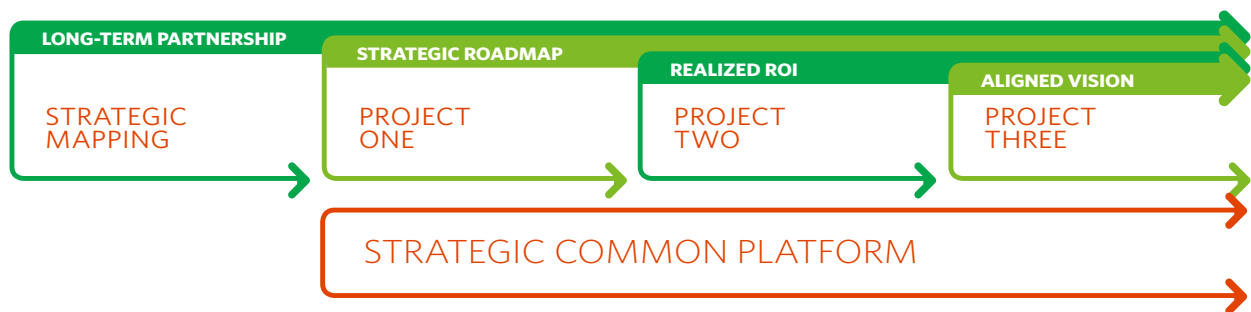 LONG-TERM PARTNERSHIP
STRATEGIC
MAPPING
STRATEGIC ROADMAP
PROJECT
ONE
REALIZED ROI
PROJECT
TWO
ALIGNED VISION
PROJECT
THREE
STRATEGIC COMMON PLATFORM